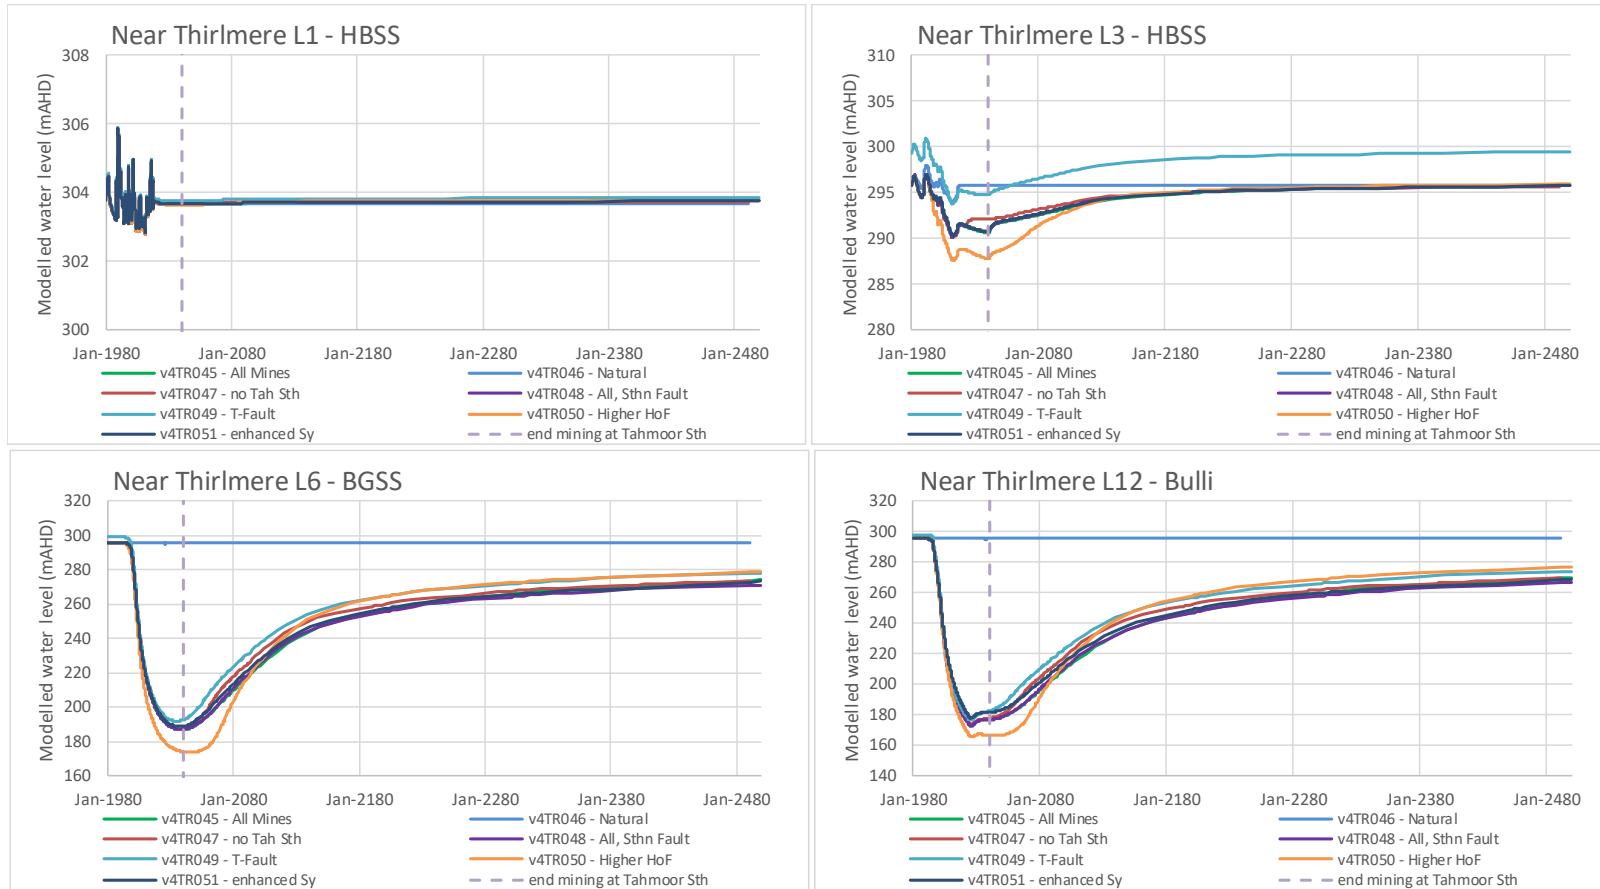 Near Thirlmere L1 - HBSS
Modelled water level (mAHD)
308
306
304
302
300
Jan-1980 Jan-2080 Jan-2180 Jan-2280 Jan-2380 Jan-2480
v4TR045 - All Mines v4TR046 - Natural
v4TR047 - no Tah Sth v4TR048 - All, Sthn Fault
v4TR049 - T-Fault v4TR050 - Higher HoF
v4TR051 - enhanced Sy end mining at Tahmoor Sth
Near Thirlmere L3 - HBSS
Modelled water level (mAHD)
310
305
300
295
290
285
280
Jan-1980 Jan-2080 Jan-2180 Jan-2280 Jan-2380 Jan-2480
v4TR045 - All Mines v4TR046 - Natural
v4TR047 - no Tah Sth v4TR048 - All, Sthn Fault
v4TR049 - T-Fault v4TR050 - Higher HoF
v4TR051 - enhanced Sy end mining at Tahmoor Sth
Near Thirlmere L6 - BGSS
Modelled water level (mAHD)
320
300
280
260
240
220
200
180
160
Jan-1980 Jan-2080 Jan-2180 Jan-2280 Jan-2380 Jan-2480
v4TR045 - All Mines v4TR046 - Natural
v4TR047 - no Tah Sth v4TR048 - All, Sthn Fault
v4TR049 - T-Fault v4TR050 - Higher HoF
v4TR051 - enhanced Sy end mining at Tahmoor Sth
Near Thirlmere L12 - Bulli
Modelled water level (mAHD)
320
300
280
260
240
220
200
180
160
140
Jan-1980 Jan-2080 Jan-2180 Jan-2280 Jan-2380 Jan-2480
v4TR045 - All Mines v4TR046 - Natural
v4TR047 - no Tah Sth v4TR048 - All, Sthn Fault
v4TR049 - T-Fault v4TR050 - Higher HoF
v4TR051 - enhanced Sy end mining at Tahmoor Sth